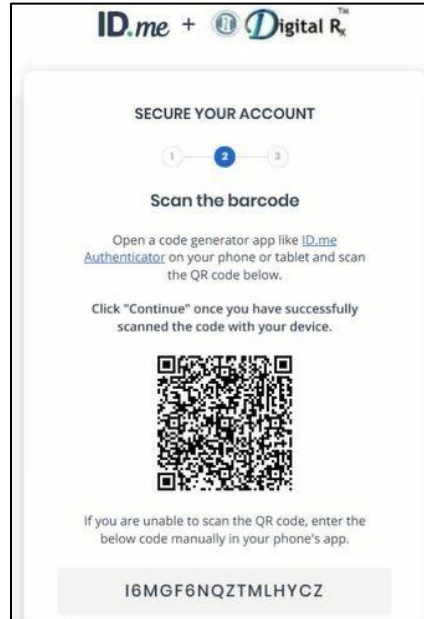 ID.me + Digital Rx™
SECURE YOUR ACCOUNT
1 2 3
Scan the barcode
Open a code generator app like ID.me
Authenticator on your phone or tablet and scan
the QR code below.
Click "Continue" once you have successfully
scanned the code with your device.
If you are unable to scan the QR code, enter the
below code manually in your phone's app.
I6MGF6NQZTMLHYCZ